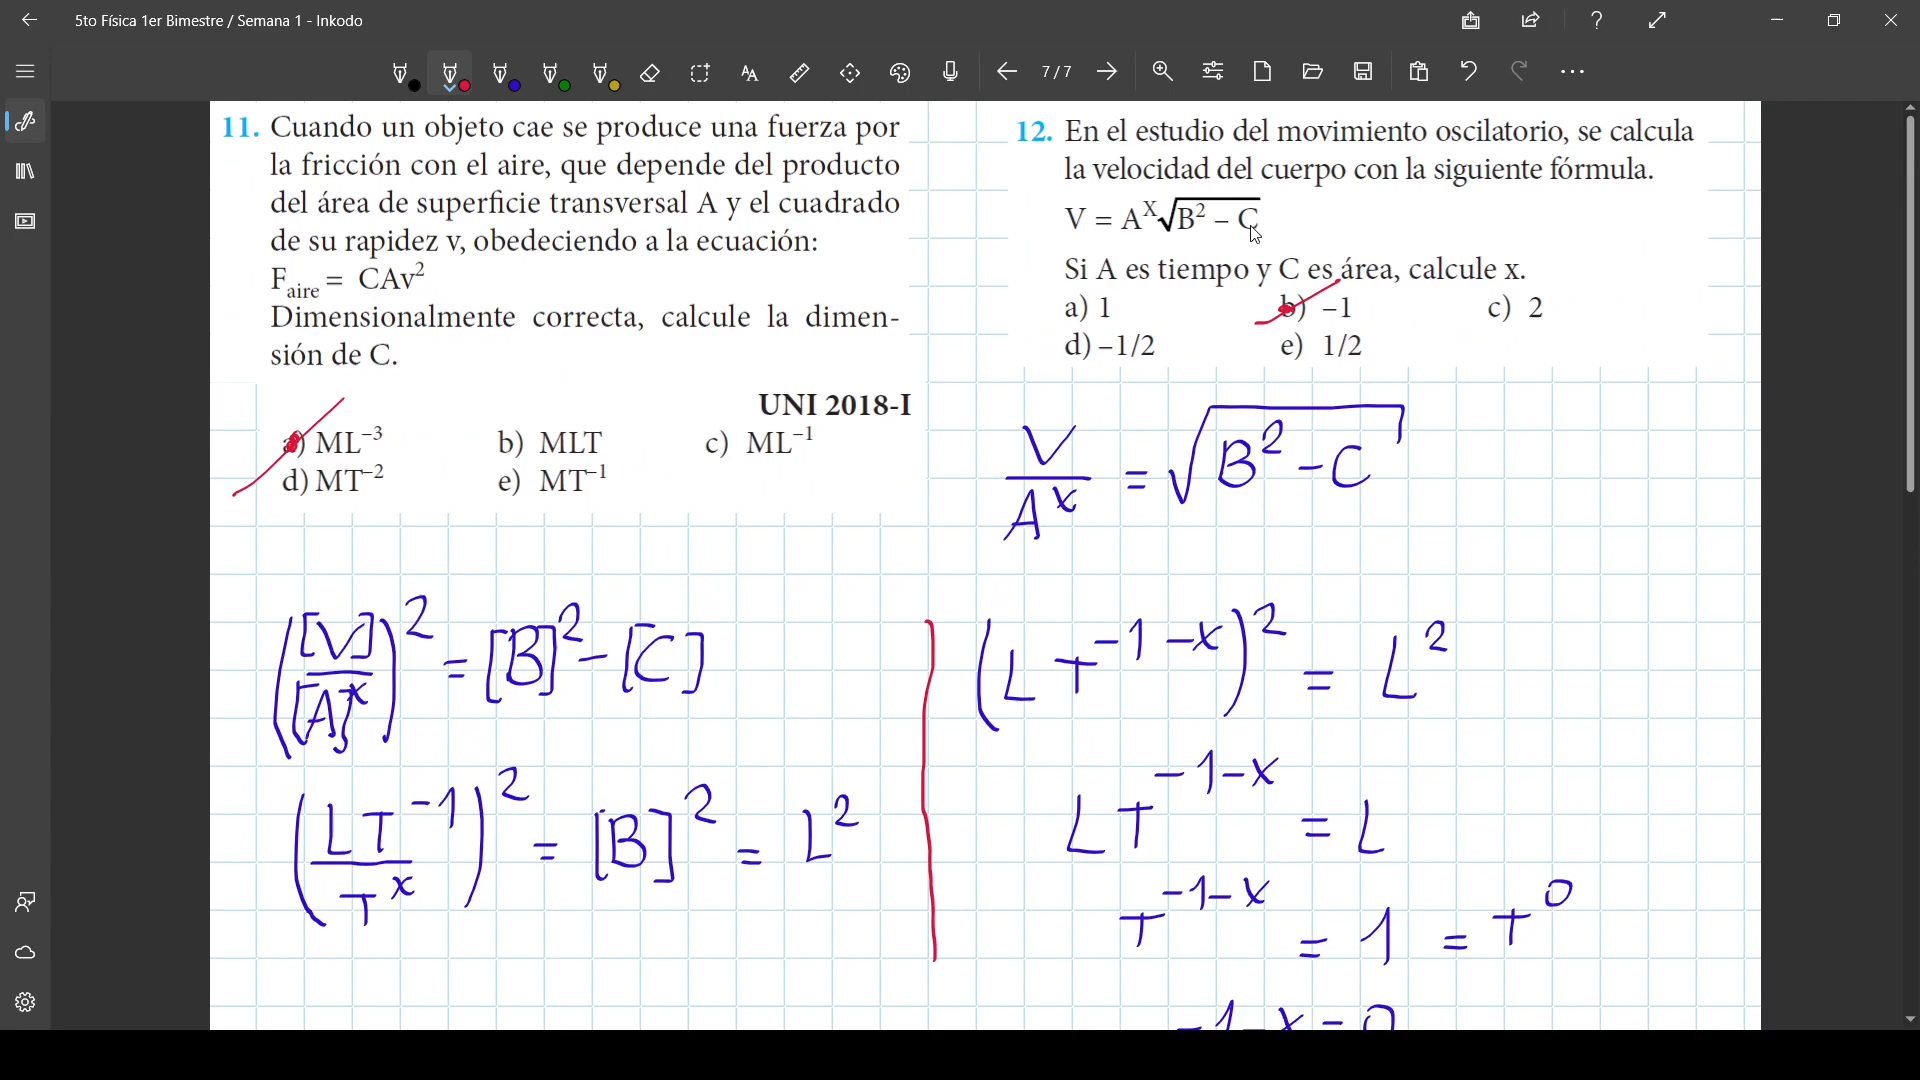 5to Física 1er Bimestre / Semana 1 - Inkodo
7 / 7
11. Cuando un objeto cae se produce una fuerza por
la fricción con el aire, que depende del producto
del área de superficie transversal A y el cuadrado
de su rapidez v, obedeciendo a la ecuación:
F_aire = CAv²
Dimensionalmente correcta, calcule la dimen-
sión de C.
UNI 2018-I
a) ML⁻³ b) MLT c) ML⁻¹
d) MT⁻² e) MT⁻¹
12. En el estudio del movimiento oscilatorio, se calcula
la velocidad del cuerpo con la siguiente fórmula.
V = A^X √(B² – C)
Si A es tiempo y C es área, calcule x.
a) 1 b) –1 c) 2
d) –1/2 e) 1/2
V/A^x = √(B² - C)
([V]/[A]^x)² = [B]² - [C]
(LT⁻¹/T^x)² = [B]² = L²
(LT^(-1-x))² = L²
LT^(-1-x) = L
T^(-1-x) = 1 = T⁰
-1-x = 0